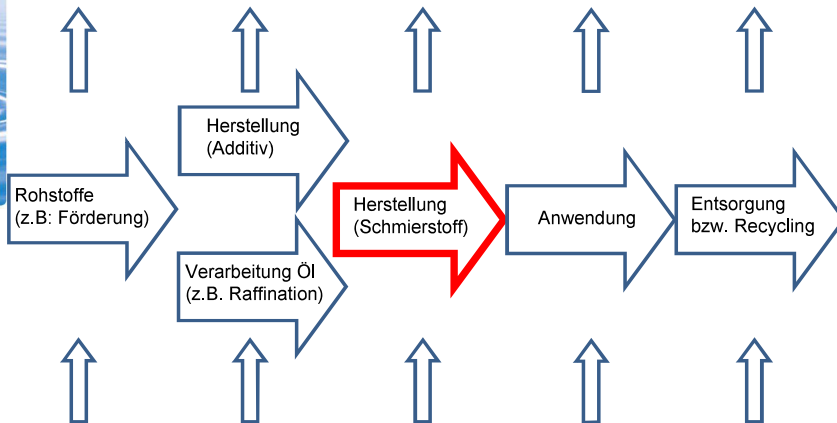 Rohstoffe
(z.B: Förderung)
Herstellung
(Additiv)
Verarbeitung Öl
(z.B. Raffination)
Herstellung
(Schmierstoff)
Anwendung
Entsorgung
bzw. Recycling